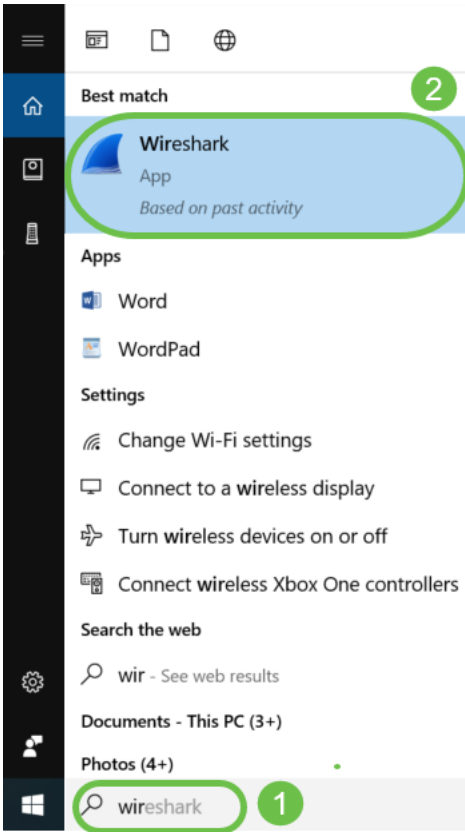 Best match
2
Wireshark
App
Based on past activity
Apps
Word
WordPad
Settings
Change Wi-Fi settings
Connect to a wireless display
Turn wireless devices on or off
Connect wireless Xbox One controllers
Search the web
wir - See web results
Documents - This PC (3+)
Photos (4+)
wireshark
1